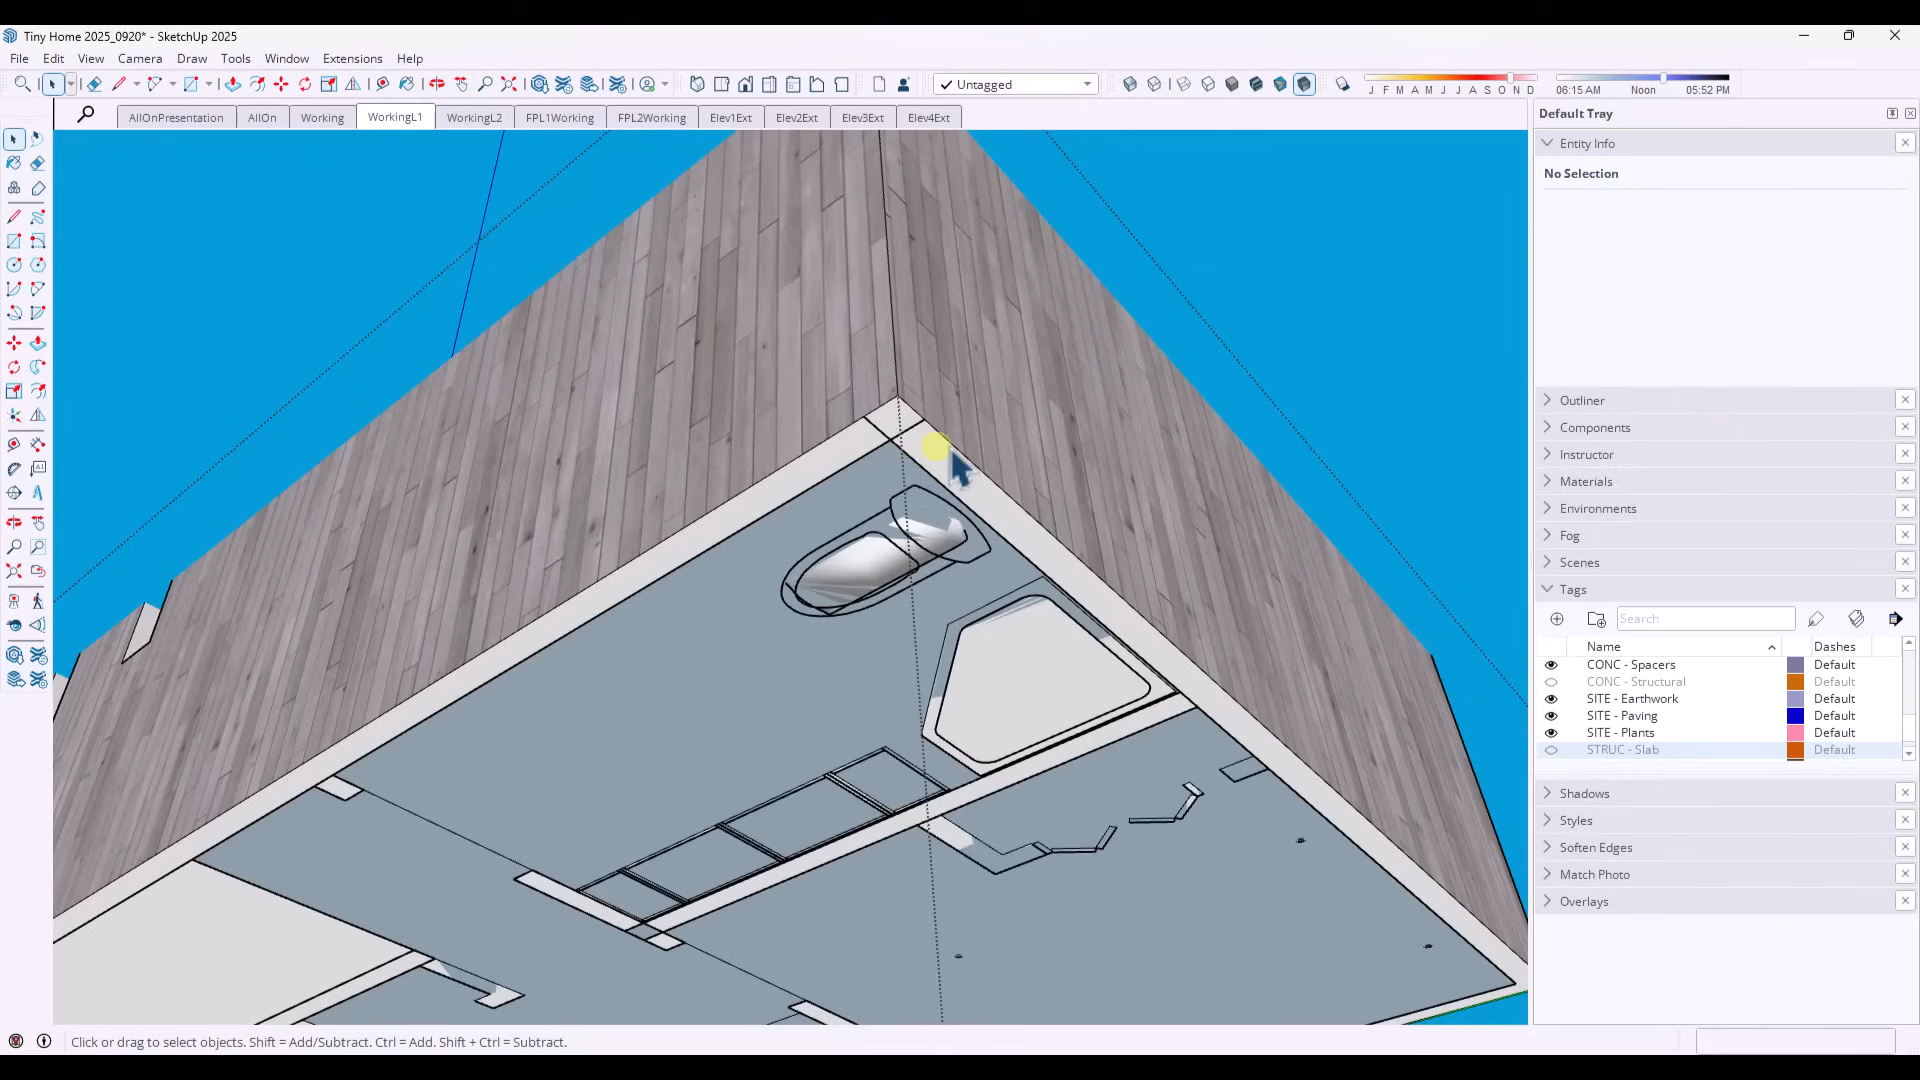 Tiny Home 2025_0920* - SketchUp 2025
File Edit View Camera Draw Tools Window Extensions Help
Untagged
J F M A M J J A S O N D
06:15 AM Noon 05:52 PM
AllOnPresentation AllOn Working WorkingL1 WorkingL2 FPL1Working FPL2Working Elev1Ext Elev2Ext Elev3Ext Elev4Ext
Default Tray
Entity Info
No Selection
Outliner
Components
Instructor
Materials
Environments
Fog
Scenes
Tags
Search
Name Dashes
CONC - Spacers Default
CONC - Structural Default
SITE - Earthwork Default
SITE - Paving Default
SITE - Plants Default
STRUC - Slab Default
Shadows
Styles
Soften Edges
Match Photo
Overlays
Click or drag to select objects. Shift = Add/Subtract. Ctrl = Add. Shift + Ctrl = Subtract.